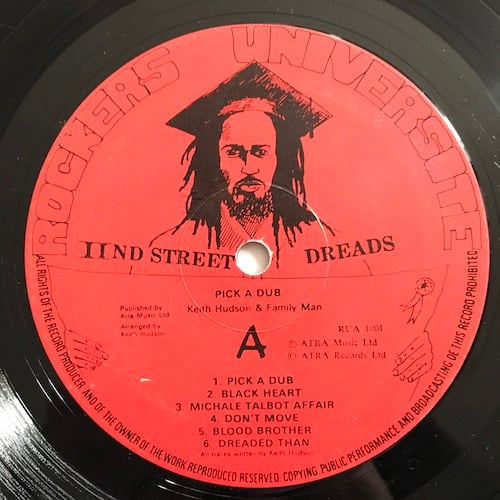 ROCKERS UNIVERSITE
IIND STREET DREADS
PICK A DUB
Published by
Atra Music Ltd
Keith Hudson & Family Man
Arranged by
Keith Hudson
A
RUA 1001
© ATRA Music Ltd
℗ ATRA Records Ltd
1. PICK A DUB
2. BLACK HEART
3 MICHALE TALBOT AFFAIR
4. DON'T MOVE
5. BLOOD BROTHER
6. DREADED THAN
All tracks written by Keith Hudson
ALL RIGHTS OF THE RECORD PRODUCER, AND OF THE OWNER OF THE WORK REPRODUCED RESERVED. COPYING PUBLIC PERFORMANCE AND BROADCASTING OE THIS RECORD PROHIBITED